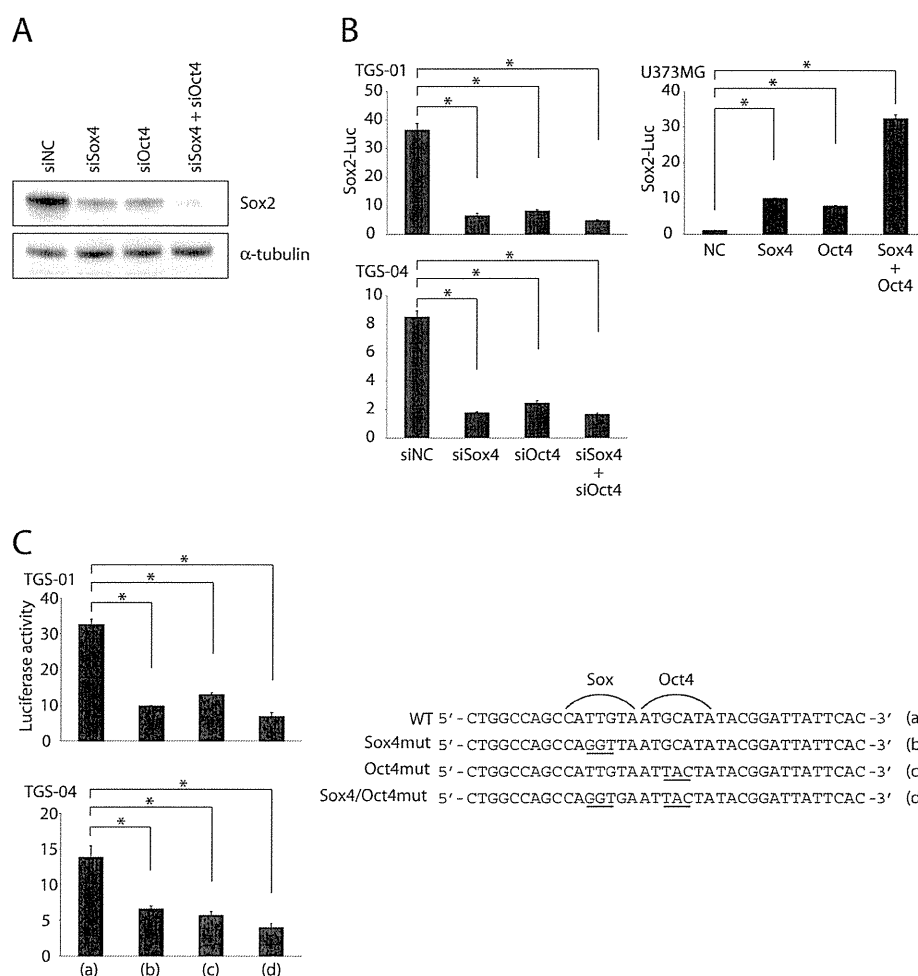 A
siNC
siSox4
siOct4
siSox4 + siOct4
Sox2
α-tubulin
B
TGS-01
*
*
*
50
40
30
20
10
0
Sox2-Luc
TGS-04
*
*
*
10
8
6
4
2
0
siNC siSox4 siOct4 siSox4
+
siOct4
U373MG
*
*
*
40
30
20
10
0
Sox2-Luc
NC Sox4 Oct4 Sox4
+
Oct4
C
TGS-01
*
*
*
40
30
20
10
0
Luciferase activity
TGS-04
*
*
*
20
15
10
5
0
(a) (b) (c) (d)
Sox Oct4
WT 5′-CTGGCCAGCCATTGTAATGCATATACGGATTATTCAC-3′ (a
Sox4mut 5′-CTGGCCAGCCAGGTTAATGCATATACGGATTATTCAC-3′ (b
Oct4mut 5′-CTGGCCAGCCATTGTAATTACTATACGGATTATTCAC-3′ (c
Sox4/Oct4mut 5′-CTGGCCAGCCAGGTGAATTACTATACGGATTATTCAC-3′ (d